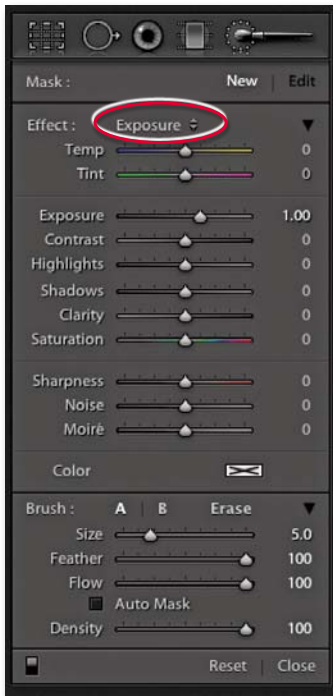 Mask : New | Edit
Effect : Exposure
Temp 0
Tint 0
Exposure 1.00
Contrast 0
Highlights 0
Shadows 0
Clarity 0
Saturation 0
Sharpness 0
Noise 0
Moiré 0
Color
Brush : A | B Erase
Size 5.0
Feather 100
Flow 100
Auto Mask
Density 100
Reset | Close